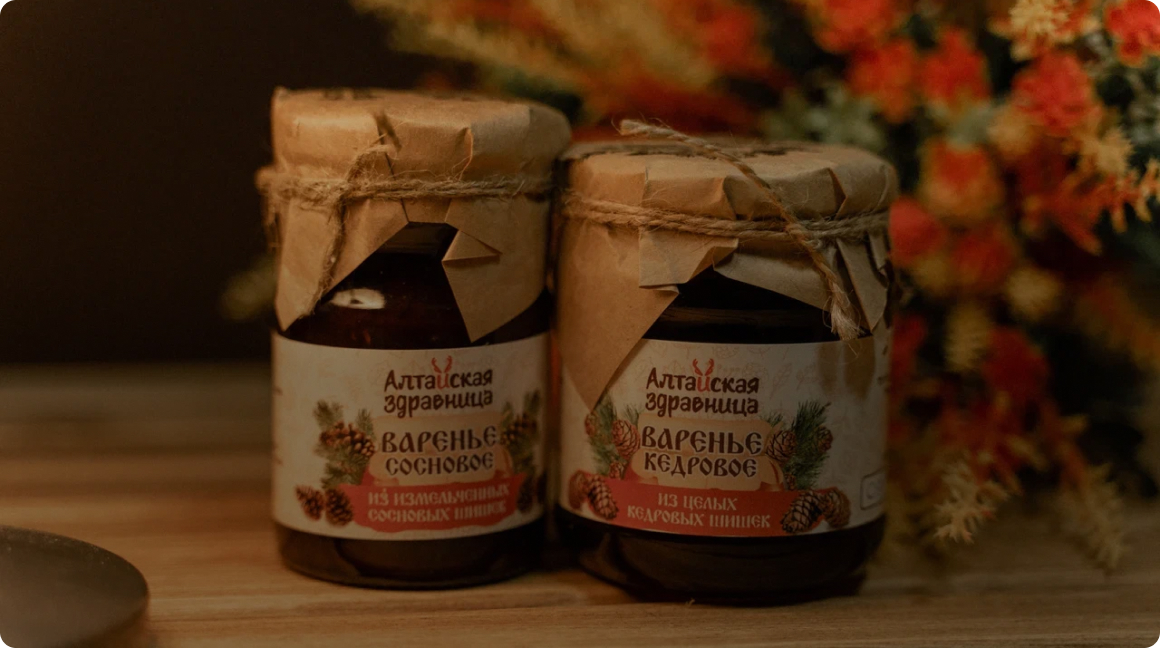 Алтайская
здравница
ВАРЕНЬЕ
СОСНОВОЕ
ИЗ ИЗМЕЛЬЧЕННЫХ
СОСНОВЫХ ШИШЕК
Алтайская
здравница
ВАРЕНЬЕ
КЕДРОВОЕ
ИЗ ЦЕЛЫХ
КЕДРОВЫХ ШИШЕК